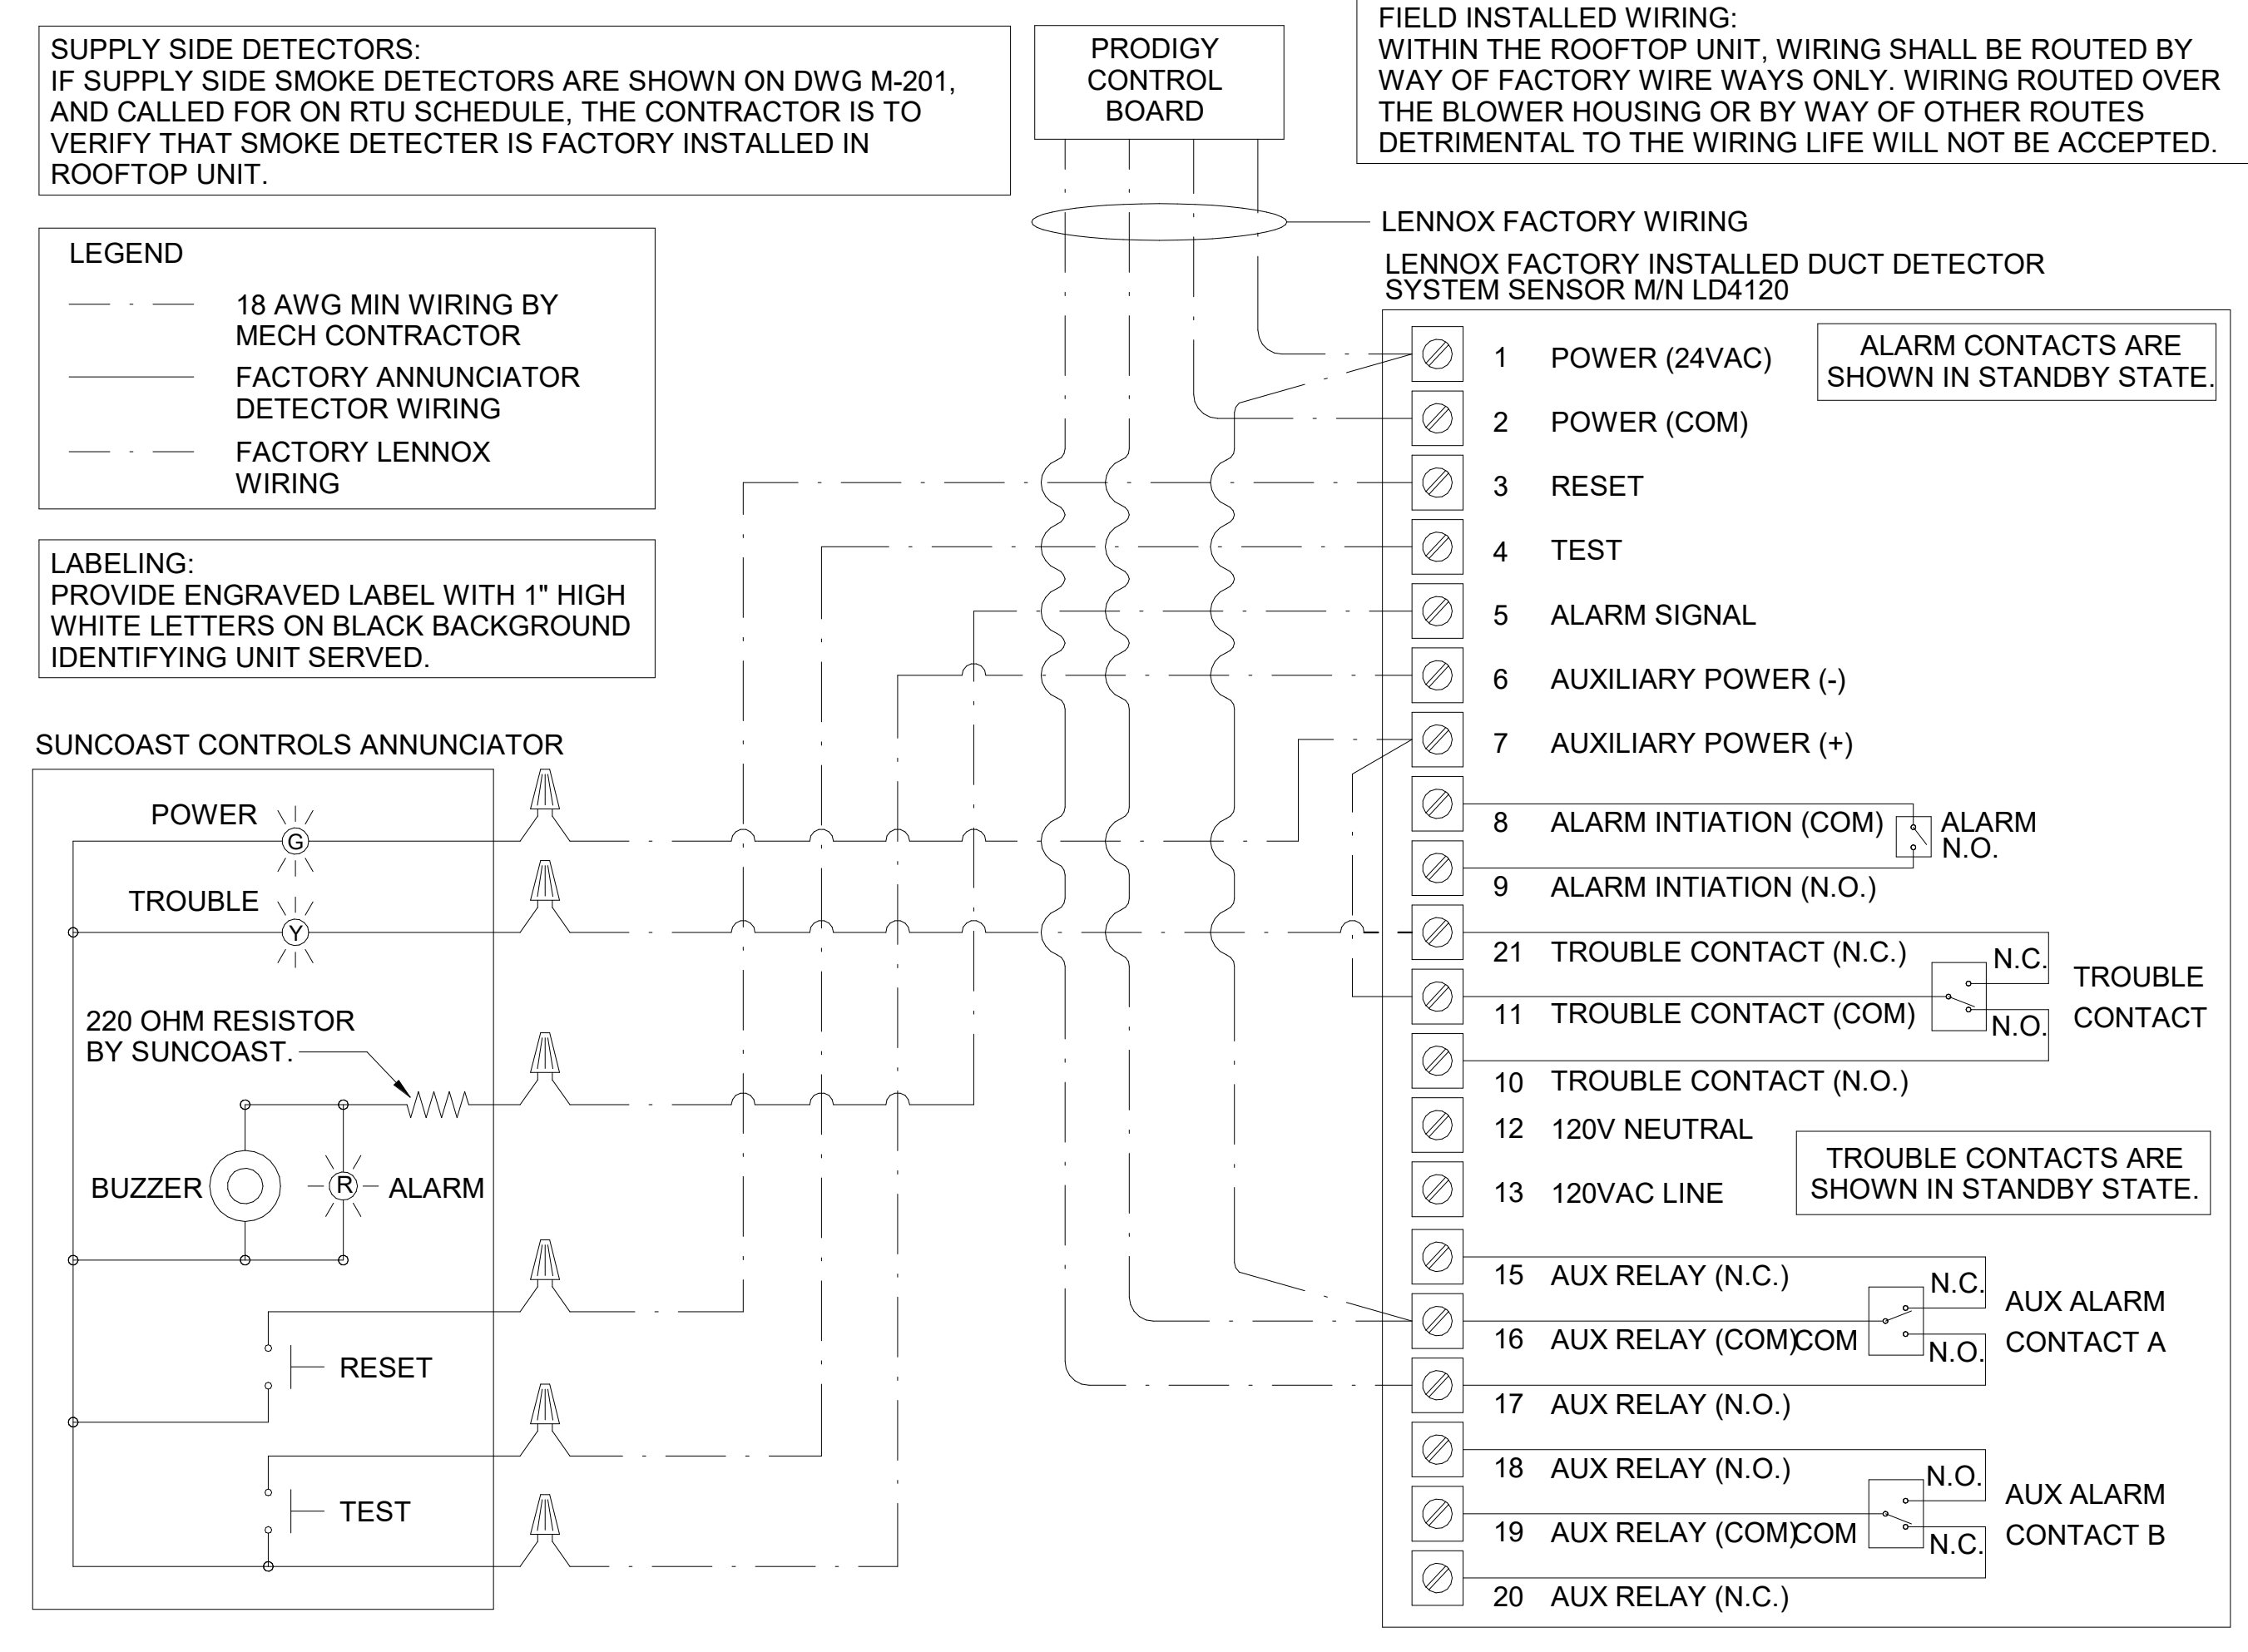 SUPPLY SIDE DETECTORS:
IF SUPPLY SIDE SMOKE DETECTORS ARE SHOWN ON DWG M-201,
AND CALLED FOR ON RTU SCHEDULE, THE CONTRACTOR IS TO
VERIFY THAT SMOKE DETECTER IS FACTORY INSTALLED IN
ROOFTOP UNIT.
PRODIGY
CONTROL
BOARD
FIELD INSTALLED WIRING:
WITHIN THE ROOFTOP UNIT, WIRING SHALL BE ROUTED BY
WAY OF FACTORY WIRE WAYS ONLY. WIRING ROUTED OVER
THE BLOWER HOUSING OR BY WAY OF OTHER ROUTES
DETRIMENTAL TO THE WIRING LIFE WILL NOT BE ACCEPTED.
LEGEND
18 AWG MIN WIRING BY
MECH CONTRACTOR
FACTORY ANNUNCIATOR
DETECTOR WIRING
FACTORY LENNOX
WIRING
LABELING:
PROVIDE ENGRAVED LABEL WITH 1" HIGH
WHITE LETTERS ON BLACK BACKGROUND
IDENTIFYING UNIT SERVED.
LENNOX FACTORY WIRING
LENNOX FACTORY INSTALLED DUCT DETECTOR
SYSTEM SENSOR M/N LD4120
ALARM CONTACTS ARE
SHOWN IN STANDBY STATE.
1 POWER (24VAC)
2 POWER (COM)
3 RESET
4 TEST
5 ALARM SIGNAL
6 AUXILIARY POWER (-)
7 AUXILIARY POWER (+)
8 ALARM INTIATION (COM)
ALARM
N.O.
9 ALARM INTIATION (N.O.)
21 TROUBLE CONTACT (N.C.)
N.C.
TROUBLE
CONTACT
11 TROUBLE CONTACT (COM)
N.O.
10 TROUBLE CONTACT (N.O.)
12 120V NEUTRAL
13 120VAC LINE
TROUBLE CONTACTS ARE
SHOWN IN STANDBY STATE.
15 AUX RELAY (N.C.)
N.C.
AUX ALARM
CONTACT A
16 AUX RELAY (COM)
COM
N.O.
17 AUX RELAY (N.O.)
18 AUX RELAY (N.O.)
N.O.
AUX ALARM
CONTACT B
19 AUX RELAY (COM)
COM
N.C.
20 AUX RELAY (N.C.)
SUNCOAST CONTROLS ANNUNCIATOR
POWER
G
TROUBLE
Y
220 OHM RESISTOR
BY SUNCOAST.
BUZZER
R
ALARM
RESET
TEST